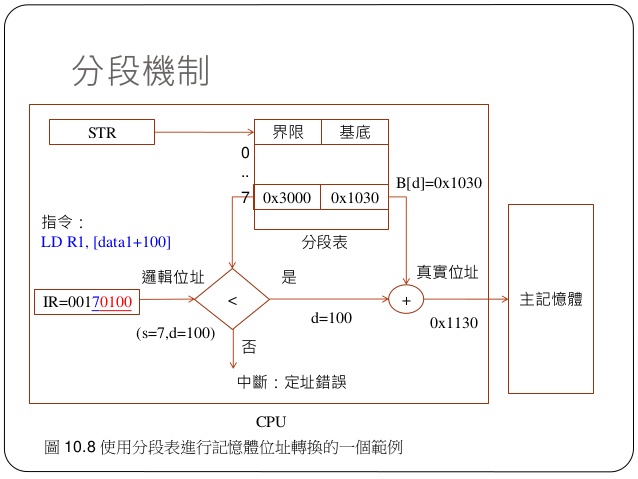 分段機制
STR
界限 基底
0
..
7 0x3000 0x1030
B[d]=0x1030
分段表
指令：
LD R1, [data1+100]
邏輯位址
是
真實位址
IR=00170100
<
+
主記憶體
(s=7,d=100)
d=100
0x1130
否
中斷：定址錯誤
CPU
圖 10.8 使用分段表進行記憶體位址轉換的一個範例